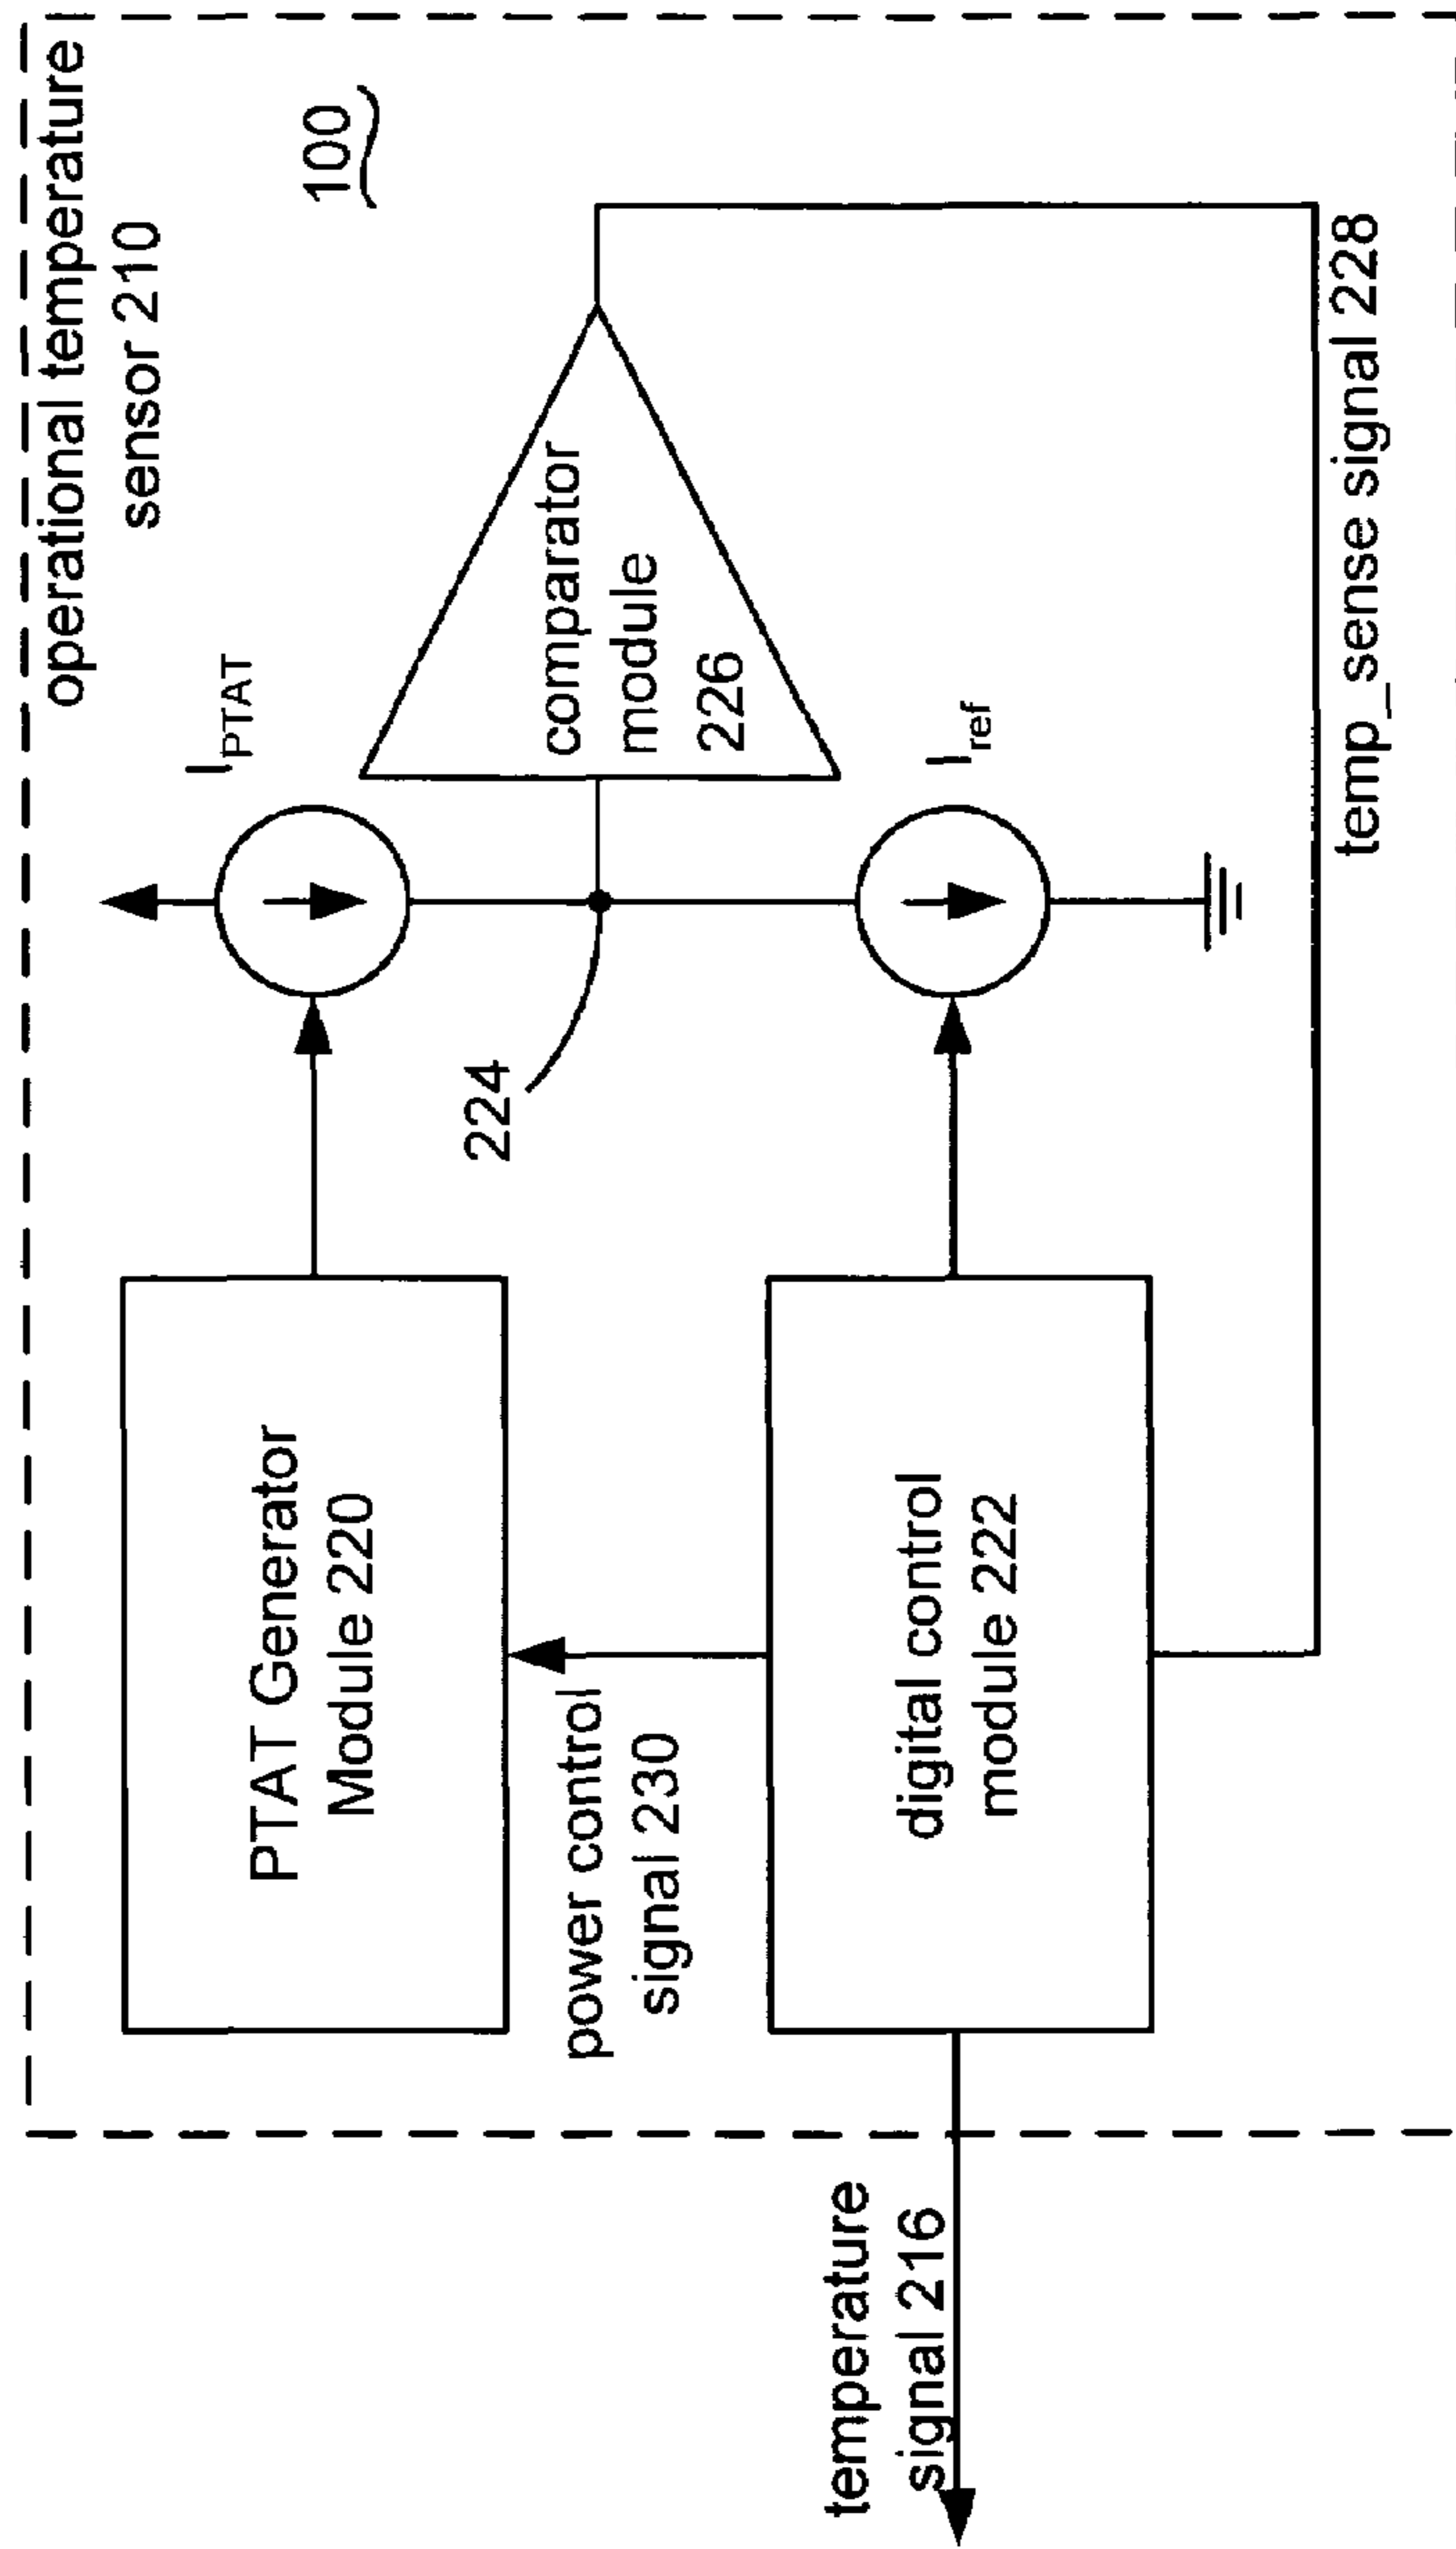 operational temperature
sensor 210
100
I_PTAT
PTAT Generator
Module 220
224
comparator
module
226
power control
signal 230
I_ref
temperature
signal 216
digital control
module 222
temp_sense signal 228